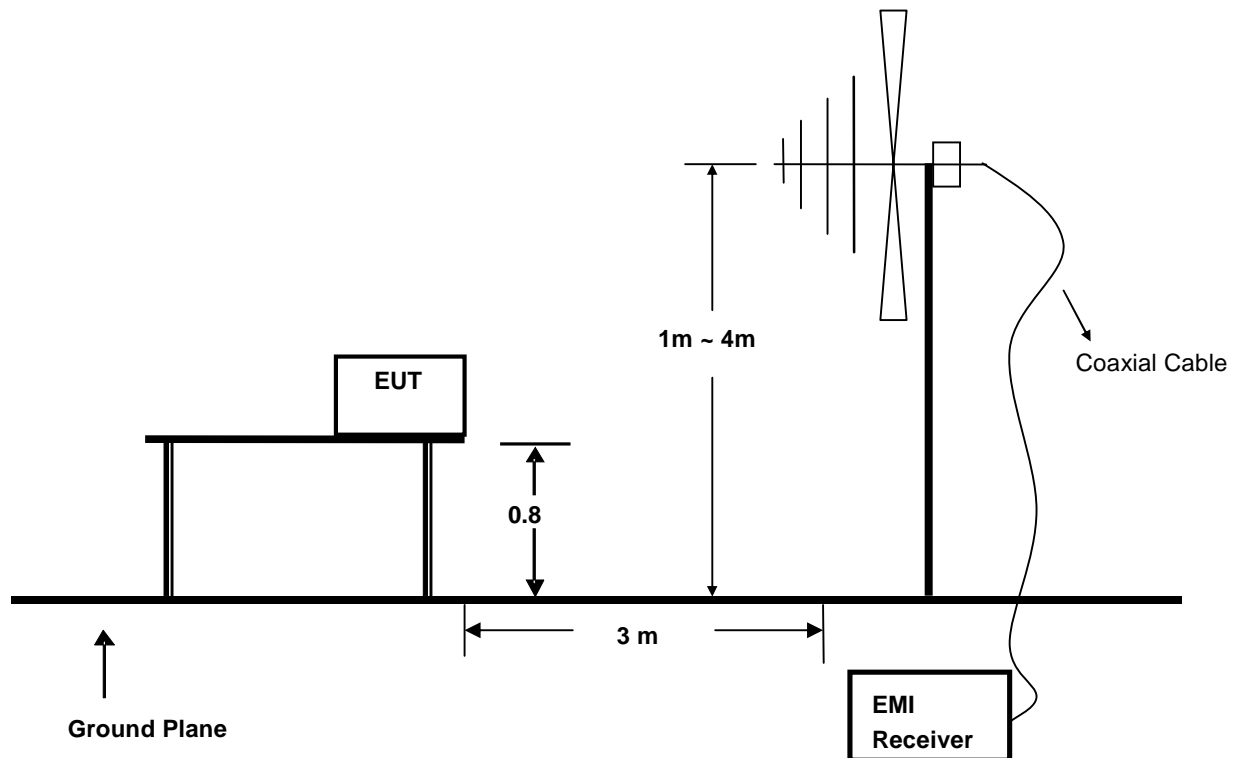 1m ~ 4m
Coaxial Cable
EUT
0.8
3 m
Ground Plane
EMI
Receiver